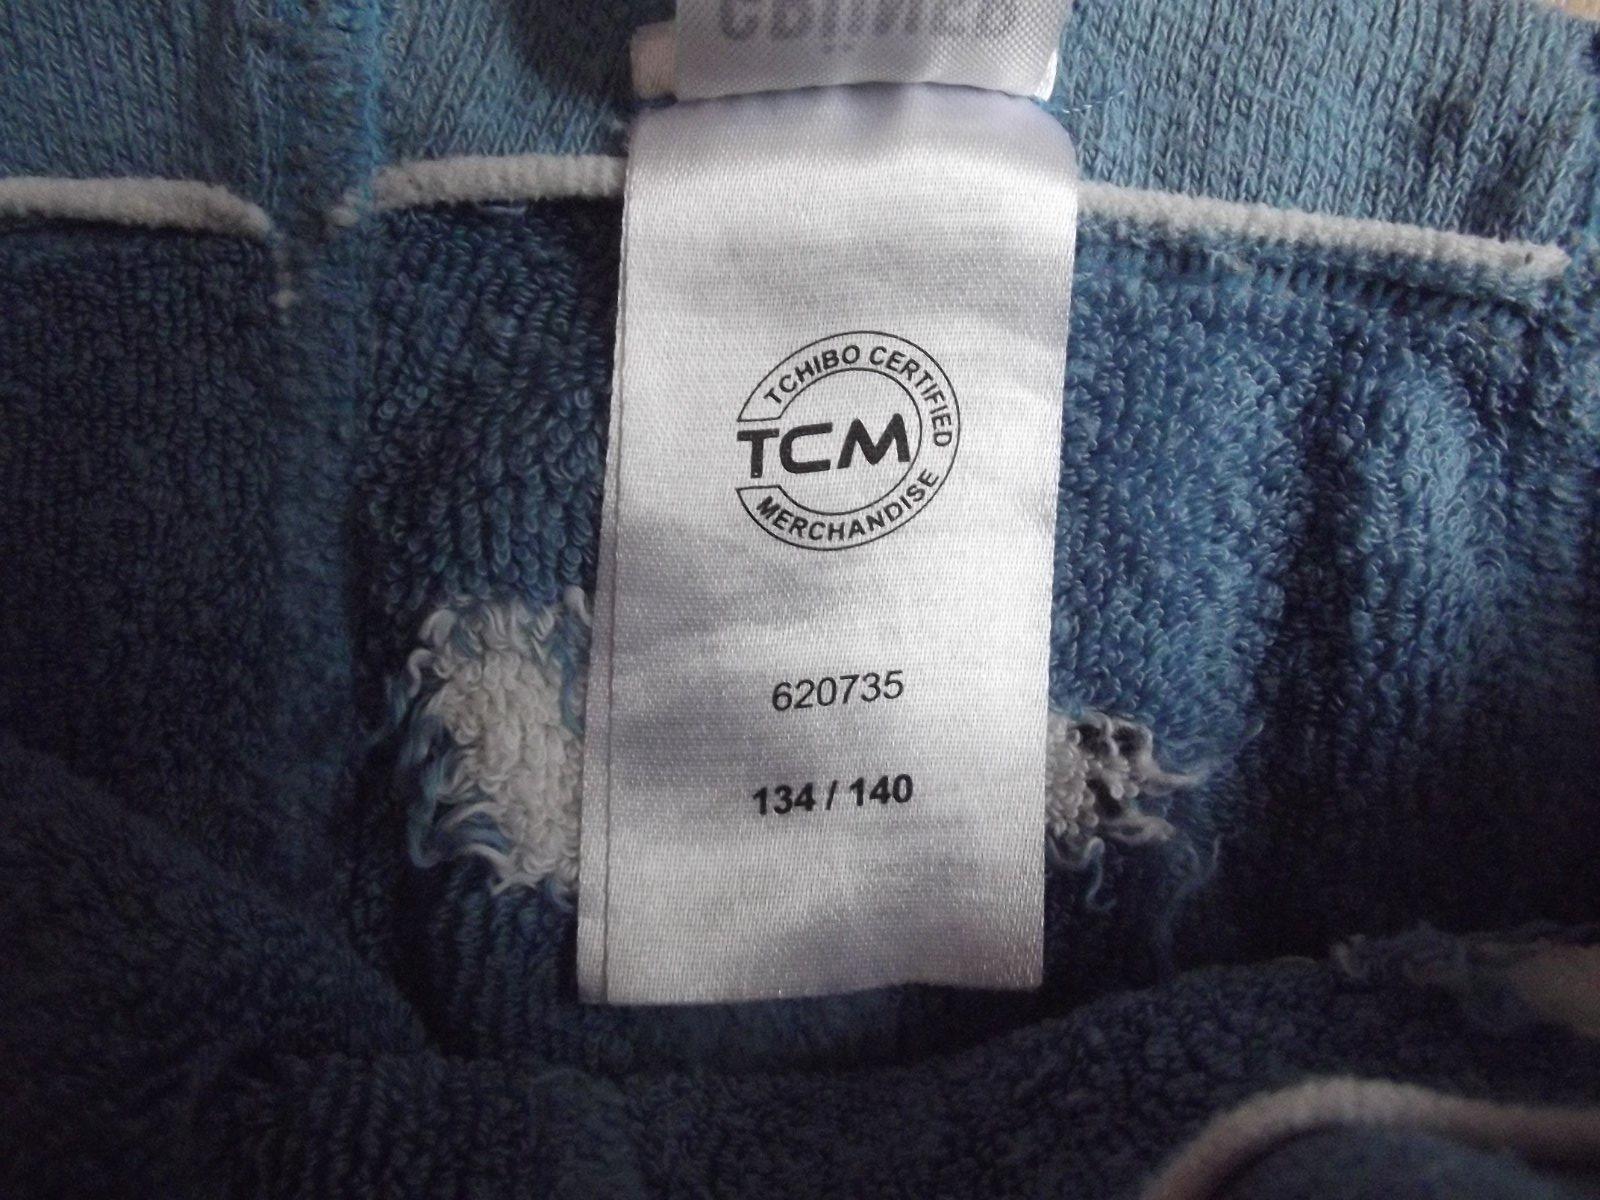 TCHIBO CERTIFIED
TCM
MERCHANDISE
620735
134 / 140